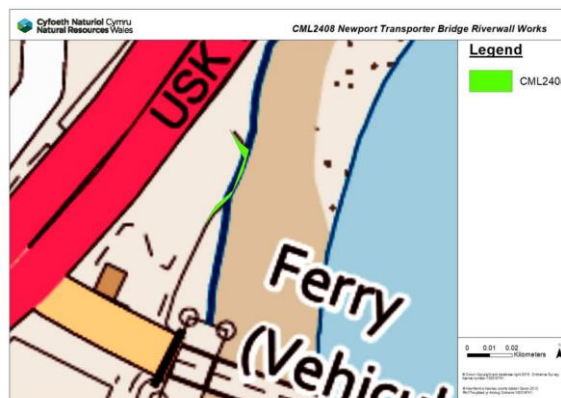 Cyfoeth Naturiol Cymru
Natural Resources Wales
CML2408 Newport Transporter Bridge Riverwall Works
Legend
CML2408
USK
Ferry
(Vehicul
0 0.01 0.02
Kilometers